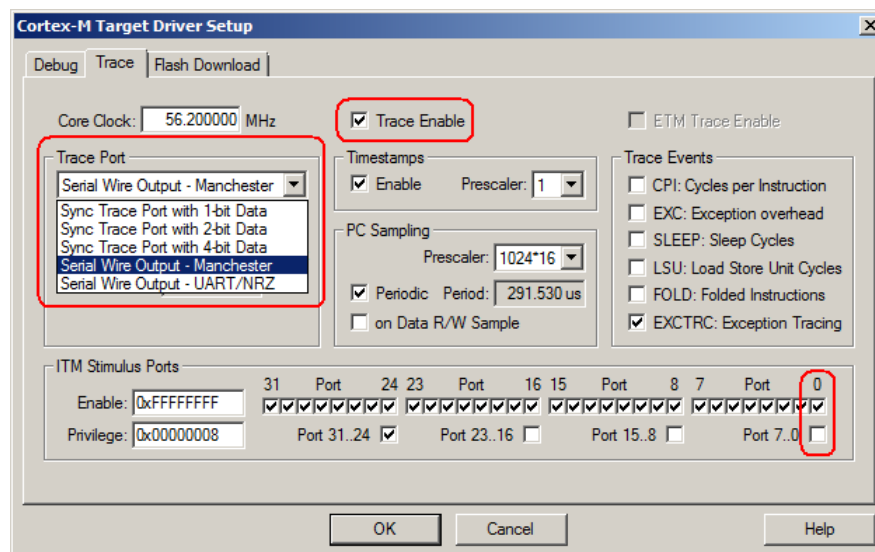 Cortex-M Target Driver Setup
Debug Trace Flash Download
Core Clock: 56.200000 MHz Trace Enable ETM Trace Enable
Trace Port
Serial Wire Output - Manchester
Sync Trace Port with 1-bit Data
Sync Trace Port with 2-bit Data
Sync Trace Port with 4-bit Data
Serial Wire Output - Manchester
Serial Wire Output - UART/NRZ
Timestamps
Enable Prescaler: 1
PC Sampling
Prescaler: 1024*16
Periodic Period: 291.530 us
on Data R/W Sample
Trace Events
CPI: Cycles per Instruction
EXC: Exception overhead
SLEEP: Sleep Cycles
LSU: Load Store Unit Cycles
FOLD: Folded Instructions
EXCTRC: Exception Tracing
ITM Stimulus Ports
31 Port 24 23 Port 16 15 Port 8 7 Port 0
Enable: 0xFFFFFFFF
Privilege: 0x00000008 Port 31..24 Port 23..16 Port 15..8 Port 7..0
OK Cancel Help